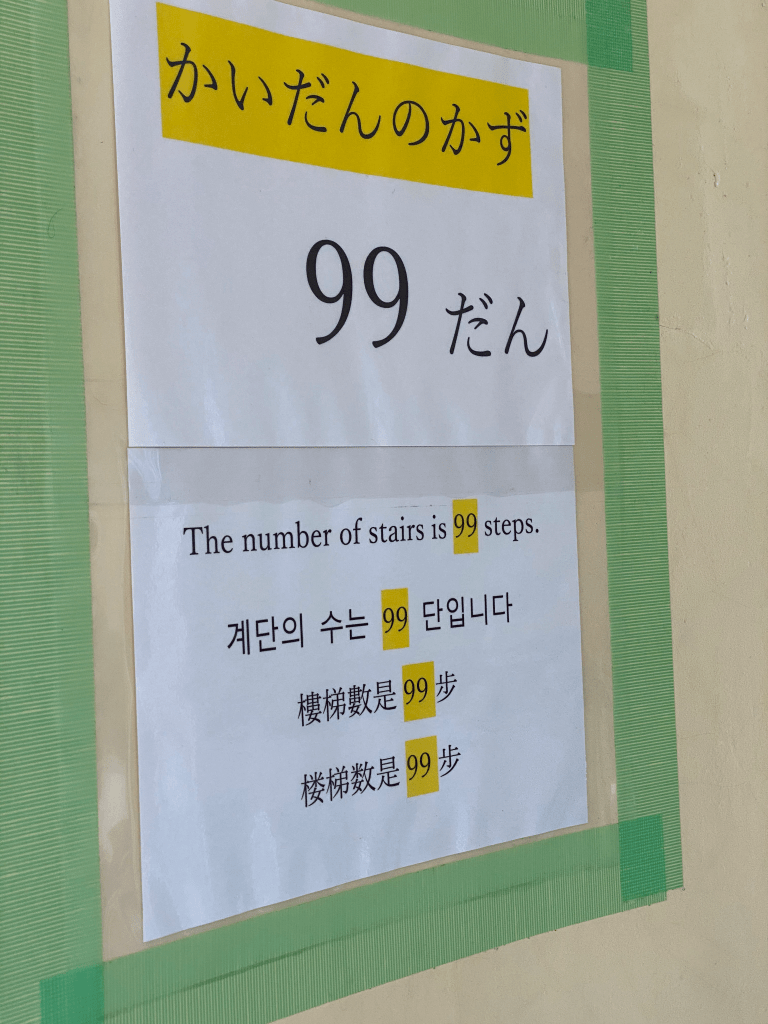 かいだんのかず
99 だん
The number of stairs is 99 steps.
계단의 수는 99 단입니다
樓梯數是 99 步
楼梯数是 99 步